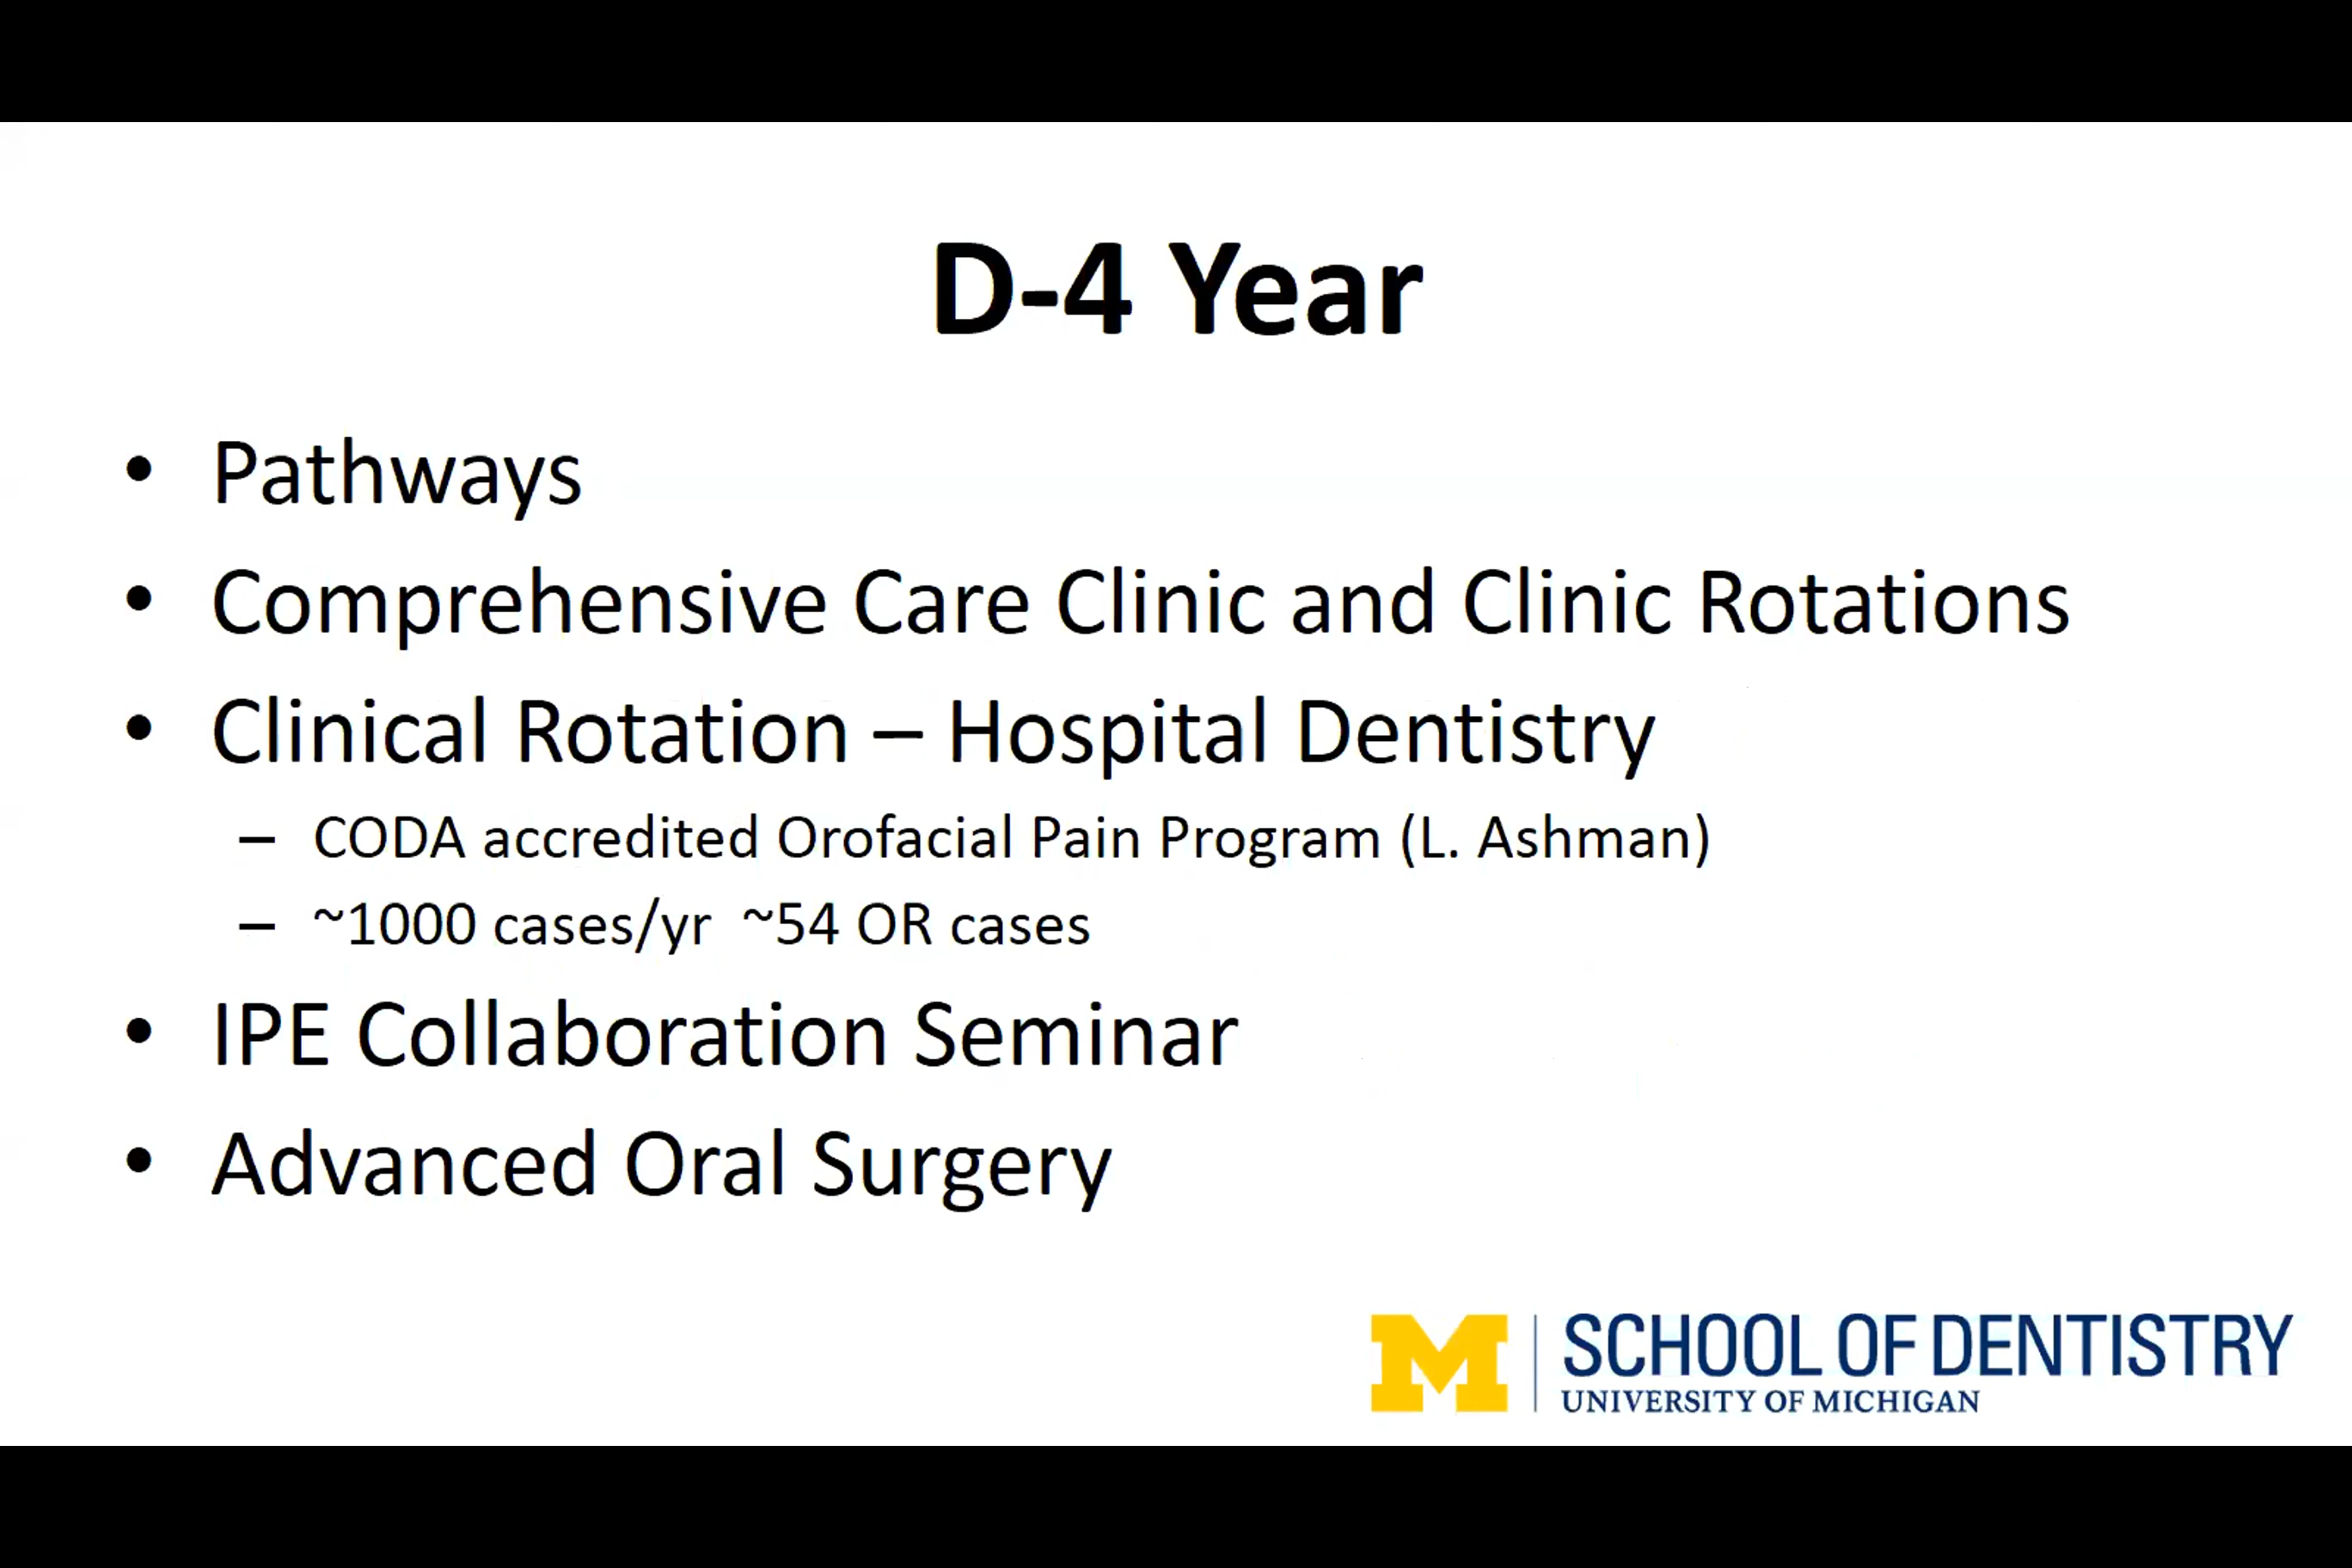 D-4 Year
• Pathways
• Comprehensive Care Clinic and Clinic Rotations
• Clinical Rotation – Hospital Dentistry
– CODA accredited Orofacial Pain Program (L. Ashman)
– ~1000 cases/yr ~54 OR cases
• IPE Collaboration Seminar
• Advanced Oral Surgery
M SCHOOL OF DENTISTRY
UNIVERSITY OF MICHIGAN